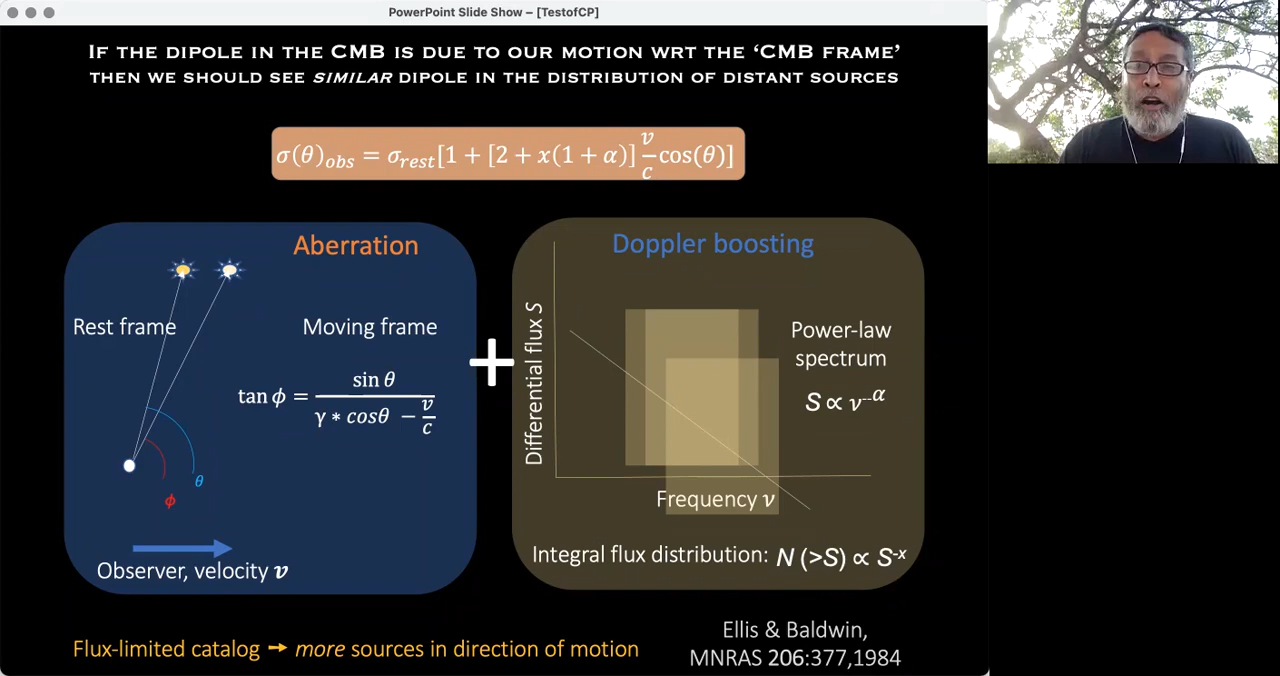 PowerPoint Slide Show – [TestofCP]
IF THE DIPOLE IN THE CMB IS DUE TO OUR MOTION WRT THE ‘CMB FRAME’
THEN WE SHOULD SEE SIMILAR DIPOLE IN THE DISTRIBUTION OF DISTANT SOURCES
σ(θ)obs = σrest[1 + [2 + x(1 + α)] v/c cos(θ)]
Aberration
Rest frame
Moving frame
tan ϕ = sin θ / γ ∗ cosθ − v/c
θ
ϕ
Observer, velocity v
+
Doppler boosting
Differential flux S
Power-law
spectrum
S ∝ ν–α
Frequency ν
Integral flux distribution: N (>S) ∝ S-x
Flux-limited catalog ➙ more sources in direction of motion
Ellis & Baldwin,
MNRAS 206:377,1984